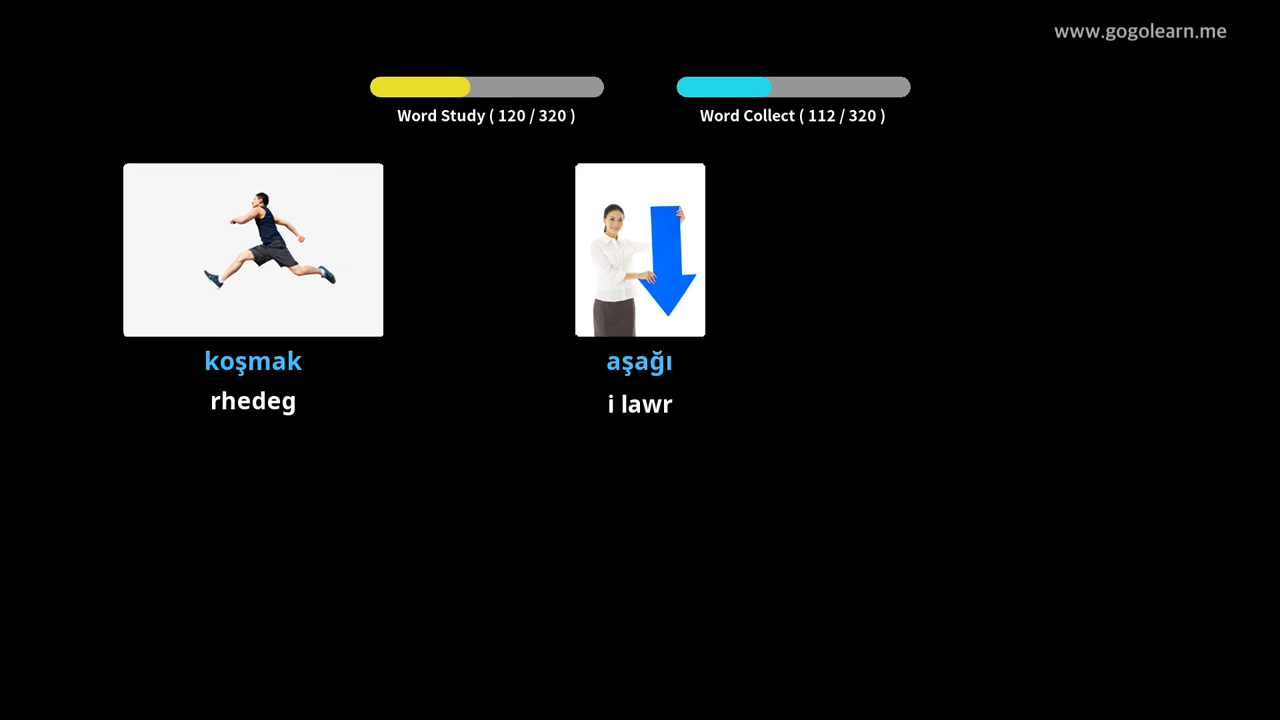 www.gogolearn.me
Word Study ( 120 / 320 )
Word Collect ( 112 / 320 )
koşmak
rhedeg
aşağı
i lawr